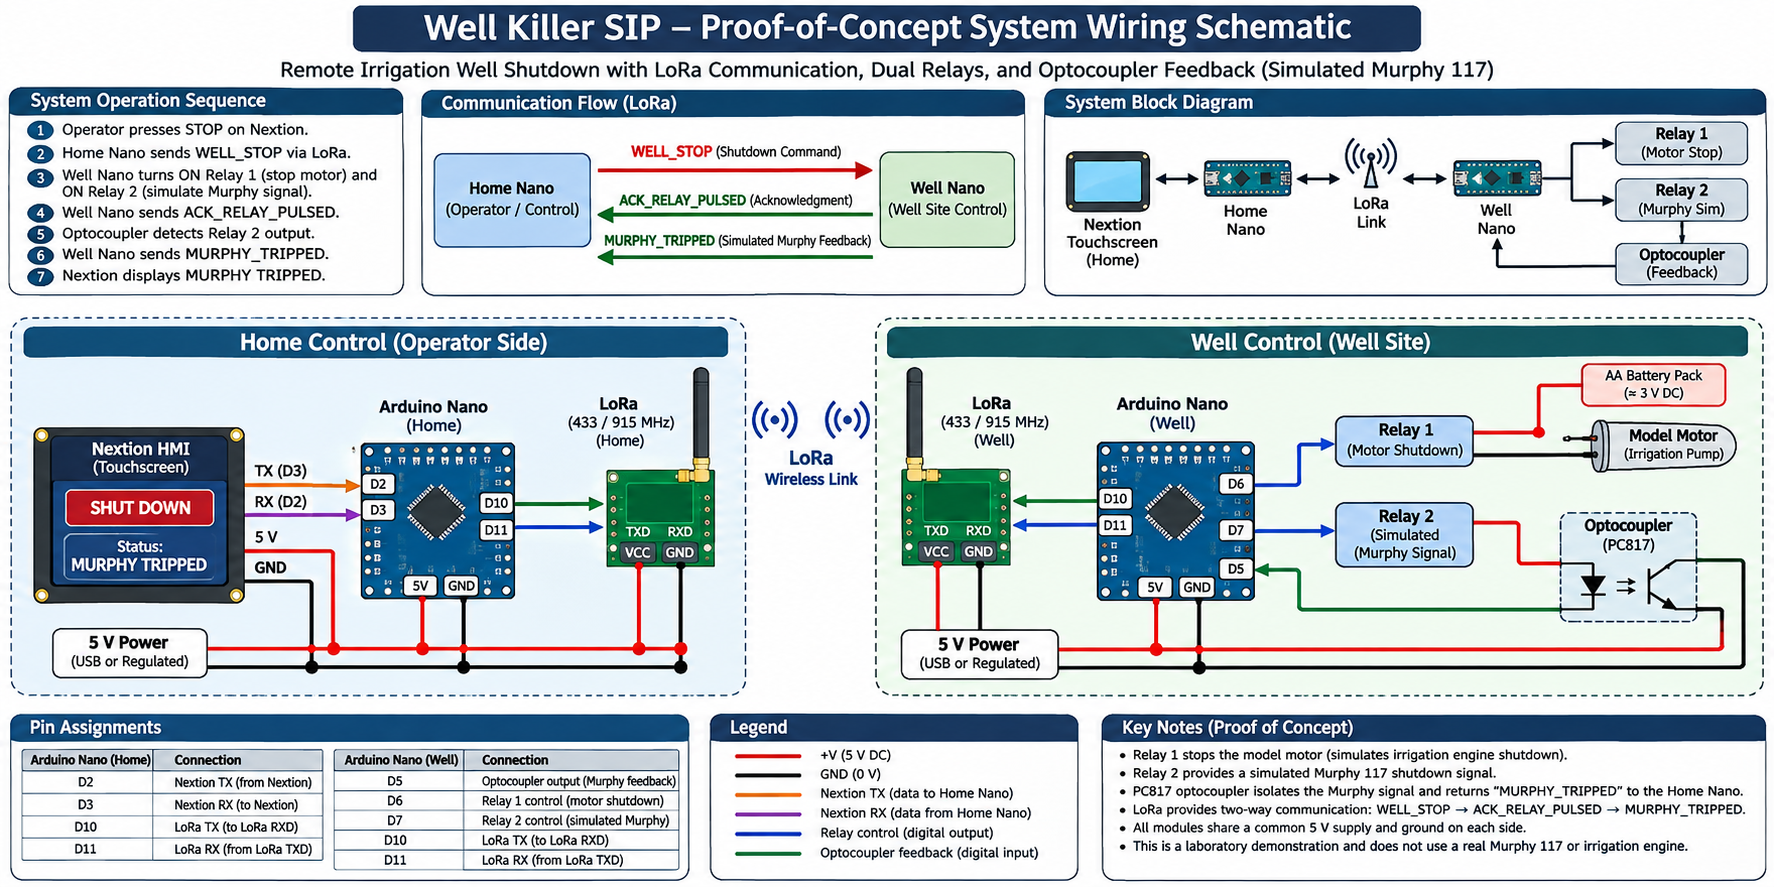 Well Killer SIP – Proof-of-Concept System Wiring Schematic
Remote Irrigation Well Shutdown with LoRa Communication, Dual Relays, and Optocoupler Feedback (Simulated Murphy 117)
System Operation Sequence
1 Operator presses STOP on Nextion.
2 Home Nano sends WELL_STOP via LoRa.
3 Well Nano turns ON Relay 1 (stop motor) and
ON Relay 2 (simulate Murphy signal).
4 Well Nano sends ACK_RELAY_PULSED.
5 Optocoupler detects Relay 2 output.
6 Well Nano sends MURPHY_TRIPPED.
7 Nextion displays MURPHY TRIPPED.
Communication Flow (LoRa)
Home Nano
(Operator / Control)
WELL_STOP (Shutdown Command)
ACK_RELAY_PULSED (Acknowledgment)
MURPHY_TRIPPED (Simulated Murphy Feedback)
Well Nano
(Well Site Control)
System Block Diagram
Nextion
Touchscreen
(Home)
Home
Nano
LoRa
Link
Well
Nano
Relay 1
(Motor Stop)
Relay 2
(Murphy Sim)
Optocoupler
(Feedback)
Home Control (Operator Side)
Nextion HMI
(Touchscreen)
SHUT DOWN
Status:
MURPHY TRIPPED
TX (D3)
RX (D2)
5 V
GND
Arduino Nano
(Home)
D2
D3
D10
D11
5V
GND
LoRa
(433 / 915 MHz)
(Home)
TXD
RXD
VCC
GND
5 V Power
(USB or Regulated)
LoRa
Wireless Link
Well Control (Well Site)
LoRa
(433 / 915 MHz)
(Well)
TXD
RXD
VCC
GND
Arduino Nano
(Well)
D10
D11
D6
D7
D5
5V
GND
5 V Power
(USB or Regulated)
Relay 1
(Motor Shutdown)
Relay 2
(Simulated
(Murphy Signal)
AA Battery Pack
(≈ 3 V DC)
Model Motor
(Irrigation Pump)
Optocoupler
(PC817)
Pin Assignments
Arduino Nano (Home) Connection
D2 Nextion TX (from Nextion)
D3 Nextion RX (to Nextion)
D10 LoRa TX (to LoRa RXD)
D11 LoRa RX (from LoRa TXD)
Arduino Nano (Well) Connection
D5 Optocoupler output (Murphy feedback)
D6 Relay 1 control (motor shutdown)
D7 Relay 2 control (simulated Murphy)
D10 LoRa TX (to LoRa RXD)
D11 LoRa RX (from LoRa TXD)
Legend
+V (5 V DC)
GND (0 V)
Nextion TX (data to Home Nano)
Nextion RX (data from Home Nano)
Relay control (digital output)
Optocoupler feedback (digital input)
Key Notes (Proof of Concept)
• Relay 1 stops the model motor (simulates irrigation engine shutdown).
• Relay 2 provides a simulated Murphy 117 shutdown signal.
• PC817 optocoupler isolates the Murphy signal and returns “MURPHY_TRIPPED” to the Home Nano.
• LoRa provides two-way communication: WELL_STOP → ACK_RELAY_PULSED → MURPHY_TRIPPED.
• All modules share a common 5 V supply and ground on each side.
• This is a laboratory demonstration and does not use a real Murphy 117 or irrigation engine.